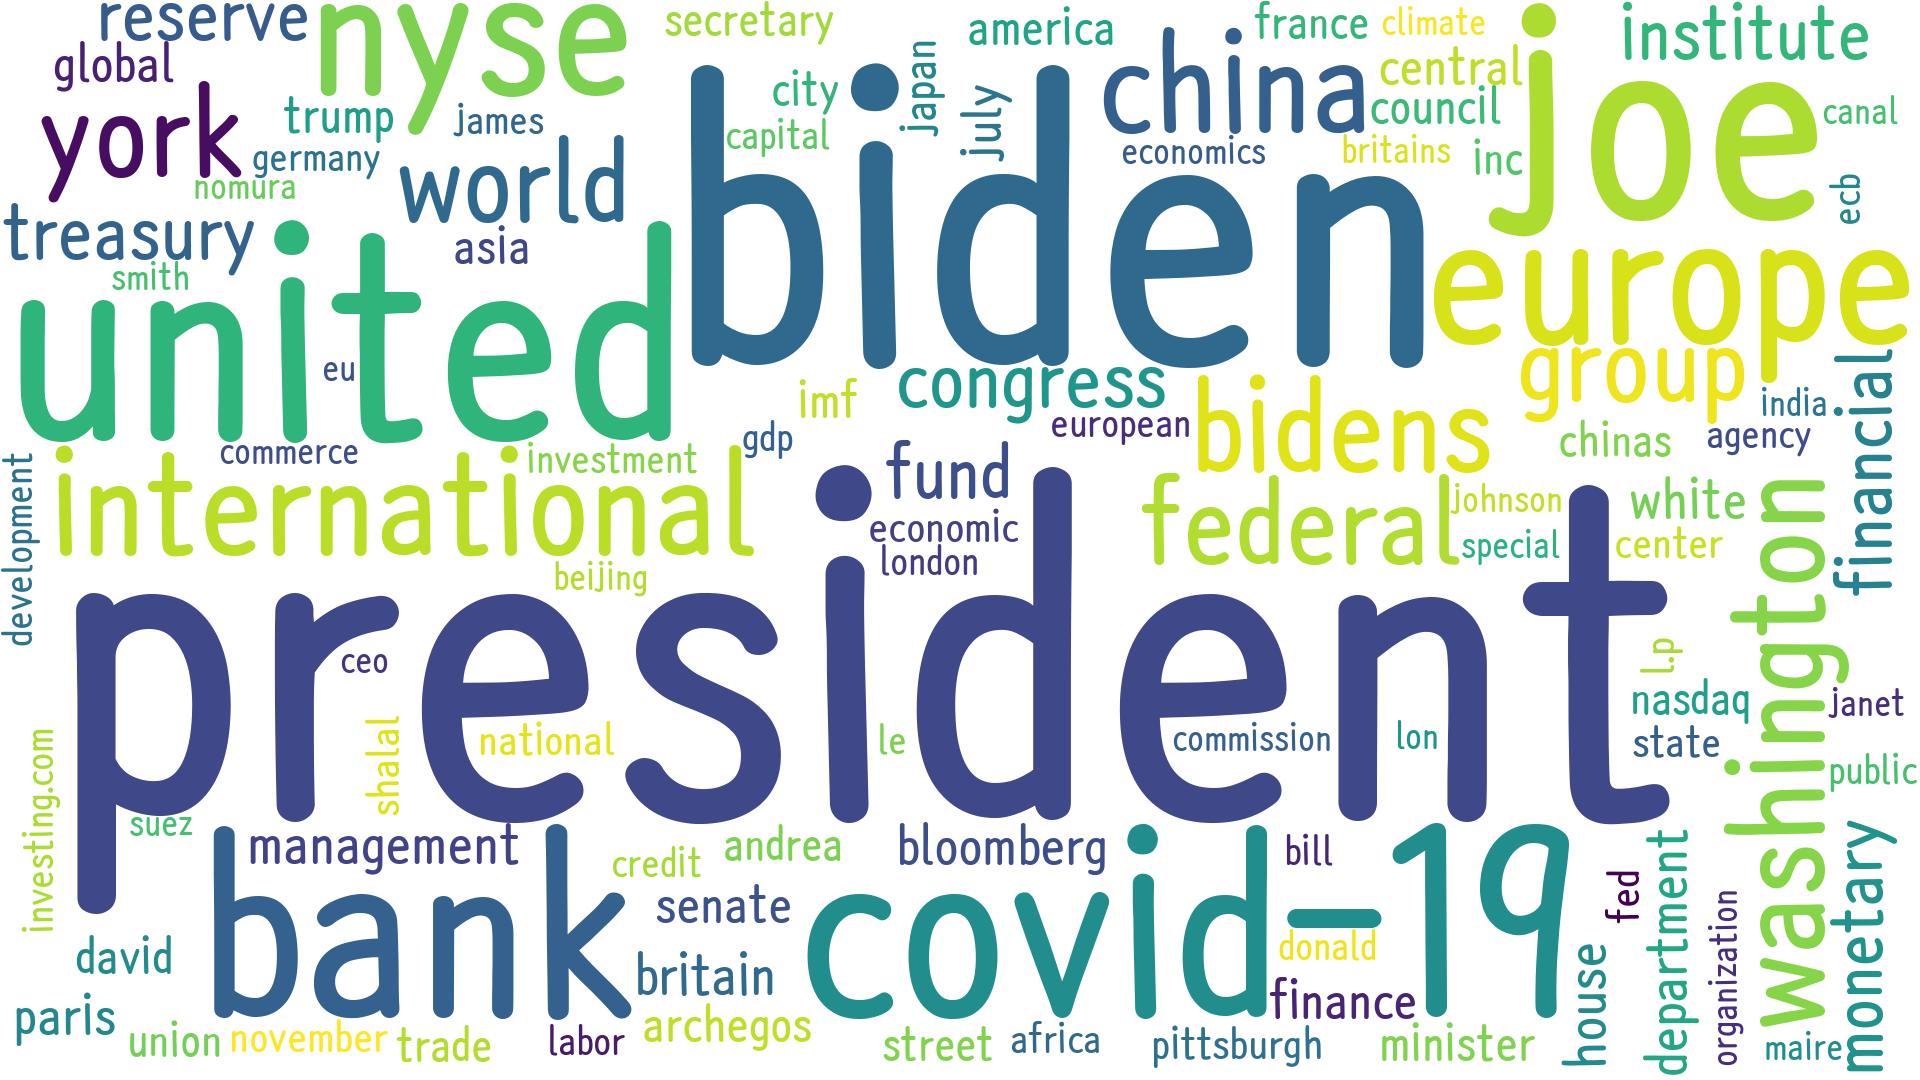 reserve
nyse
secretary
america
france
climate
institute
global
city
japan
china
central
joe
york
trump
james
capital
july
council
canal
germany
economics
britains
inc
nomura
world
biden
ecb
treasury
asia
smith
united
europe
eu
imf
congress
group
financial
european
bidens
india
commerce
investment
gdp
chinas
agency
international
fund
federal
johnson
white
development
economic
special
center
london
beijing
washington
president
ceo
l.p
nasdaq
janet
shalal
national
le
commission
lon
state
investing.com
public
suez
management
credit
andrea
bloomberg
bill
fed
department
monetary
bank
senate
covid-19
organization
david
britain
donald
house
paris
finance
union
november
trade
labor
archegos
street
africa
pittsburgh
minister
maire